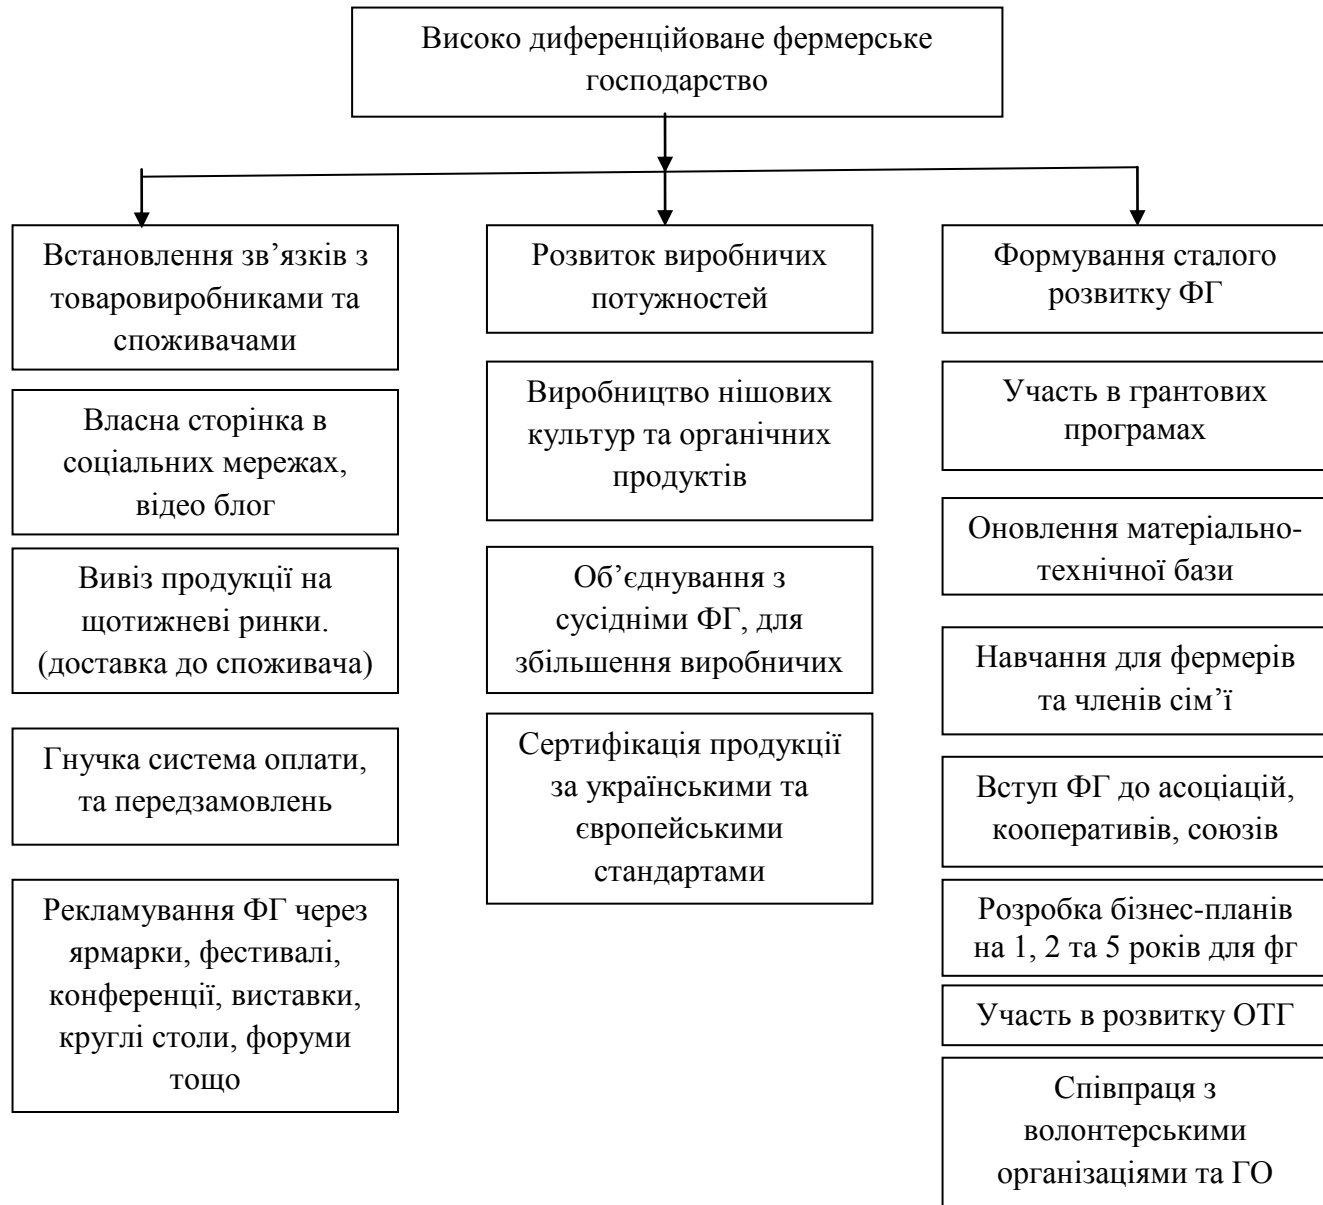 Високо диференційоване фермерське
господарство
Встановлення зв’язків з
товаровиробниками та
споживачами
Власна сторінка в
соціальних мережах,
відео блог
Вивіз продукції на
щотижневі ринки.
(доставка до споживача)
Гнучка система оплати,
та передзамовлень
Рекламування ФГ через
ярмарки, фестивалі,
конференції, виставки,
круглі столи, форуми
тощо
Розвиток виробничих
потужностей
Виробництво нішових
культур та органічних
продуктів
Об’єднування з
сусідніми ФГ, для
збільшення виробничих
Сертифікація продукції
за українськими та
європейськими
стандартами
Формування сталого
розвитку ФГ
Участь в грантових
програмах
Оновлення матеріально-
технічної бази
Навчання для фермерів
та членів сім’ї
Вступ ФГ до асоціацій,
кооперативів, союзів
Розробка бізнес-планів
на 1, 2 та 5 років для фг
Участь в розвитку ОТГ
Співпраця з
волонтерськими
організаціями та ГО